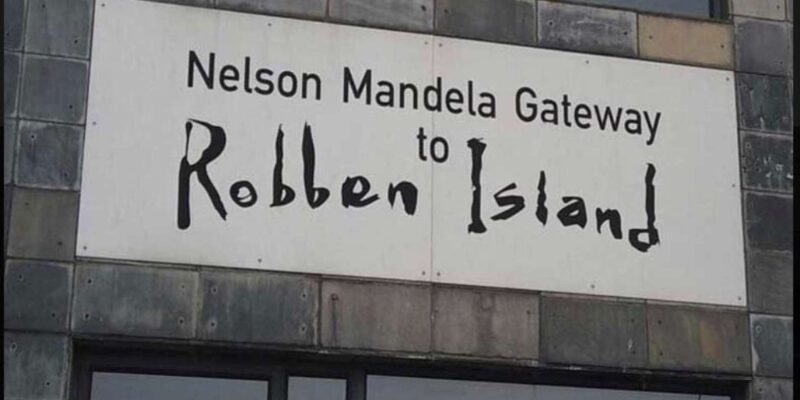 Nelson Mandela Gateway
to
Robben Island